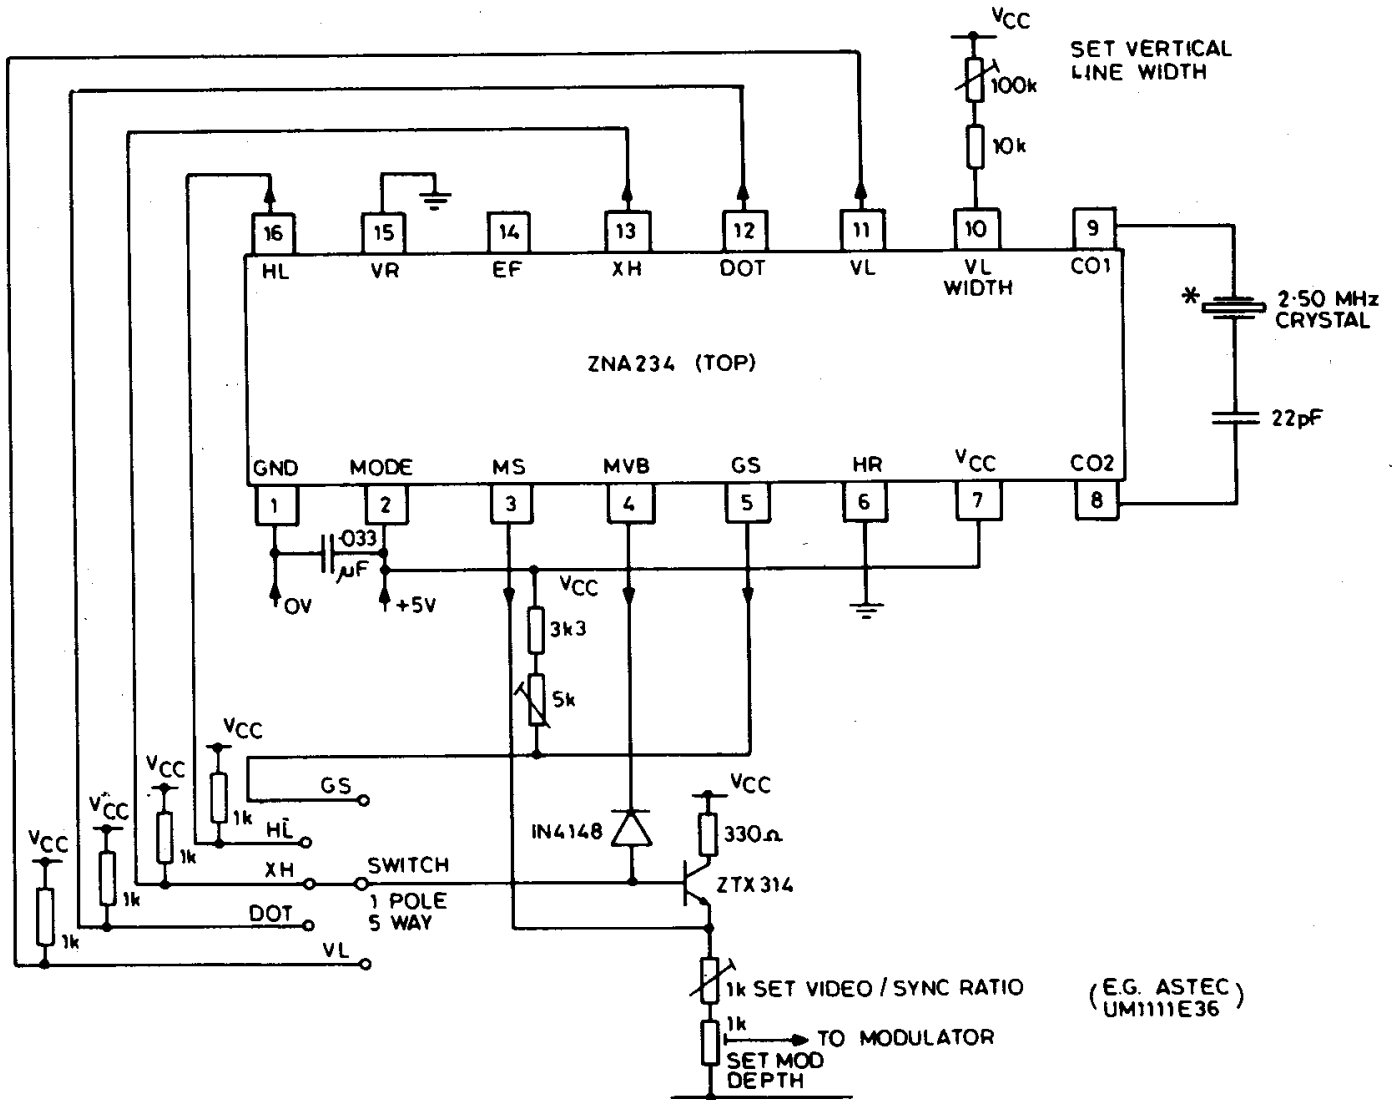 VCC
SET VERTICAL
LINE WIDTH
100k
10k
16
15
14
13
12
11
10
9
HL
VR
EF
XH
DOT
VL
VL
WIDTH
CO1
*
2·50 MHz
CRYSTAL
ZNA234 (TOP)
22pF
GND
MODE
MS
MVB
GS
HR
VCC
CO2
1
2
3
4
5
6
7
8
·033
µF
0V
+5V
VCC
3k3
5k
VCC
1k
VCC
1k
VCC
1k
VCC
1k
GS
HL
XH
DOT
VL
SWITCH
1 POLE
5 WAY
IN4148
VCC
330Ω
ZTX314
1k SET VIDEO / SYNC RATIO
(E.G. ASTEC
UM1111E36)
1k
TO MODULATOR
SET MOD
DEPTH